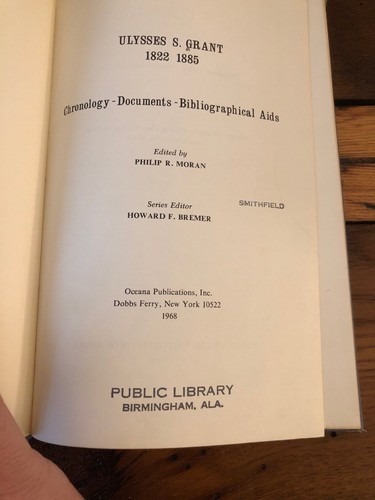 ULYSSES S. GRANT
1822 1885
Chronology - Documents - Bibliographical Aids
Edited by
PHILIP R. MORAN
Series Editor
HOWARD F. BREMER
SMITHFIELD
Oceana Publications, Inc.
Dobbs Ferry, New York 10522
1968
PUBLIC LIBRARY
BIRMINGHAM, ALA.